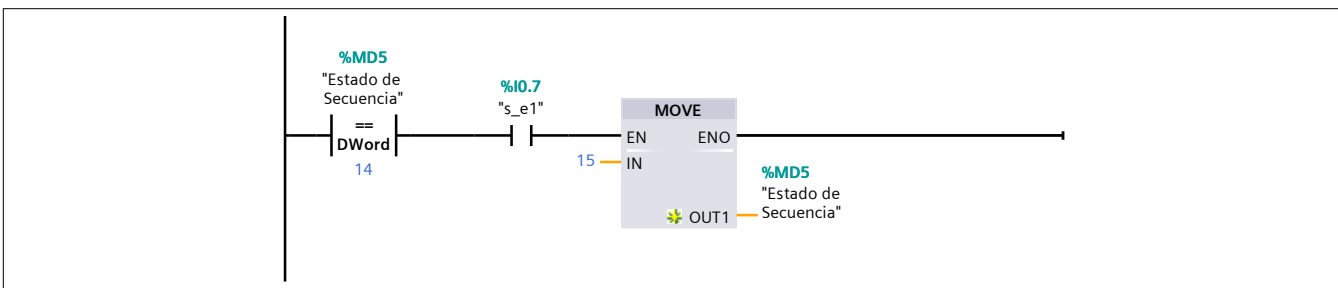 %MD5
"Estado de
Secuencia"
==
DWord
14
%I0.7
"s_e1"
MOVE
EN
ENO
15
IN
OUT1
%MD5
"Estado de
Secuencia"